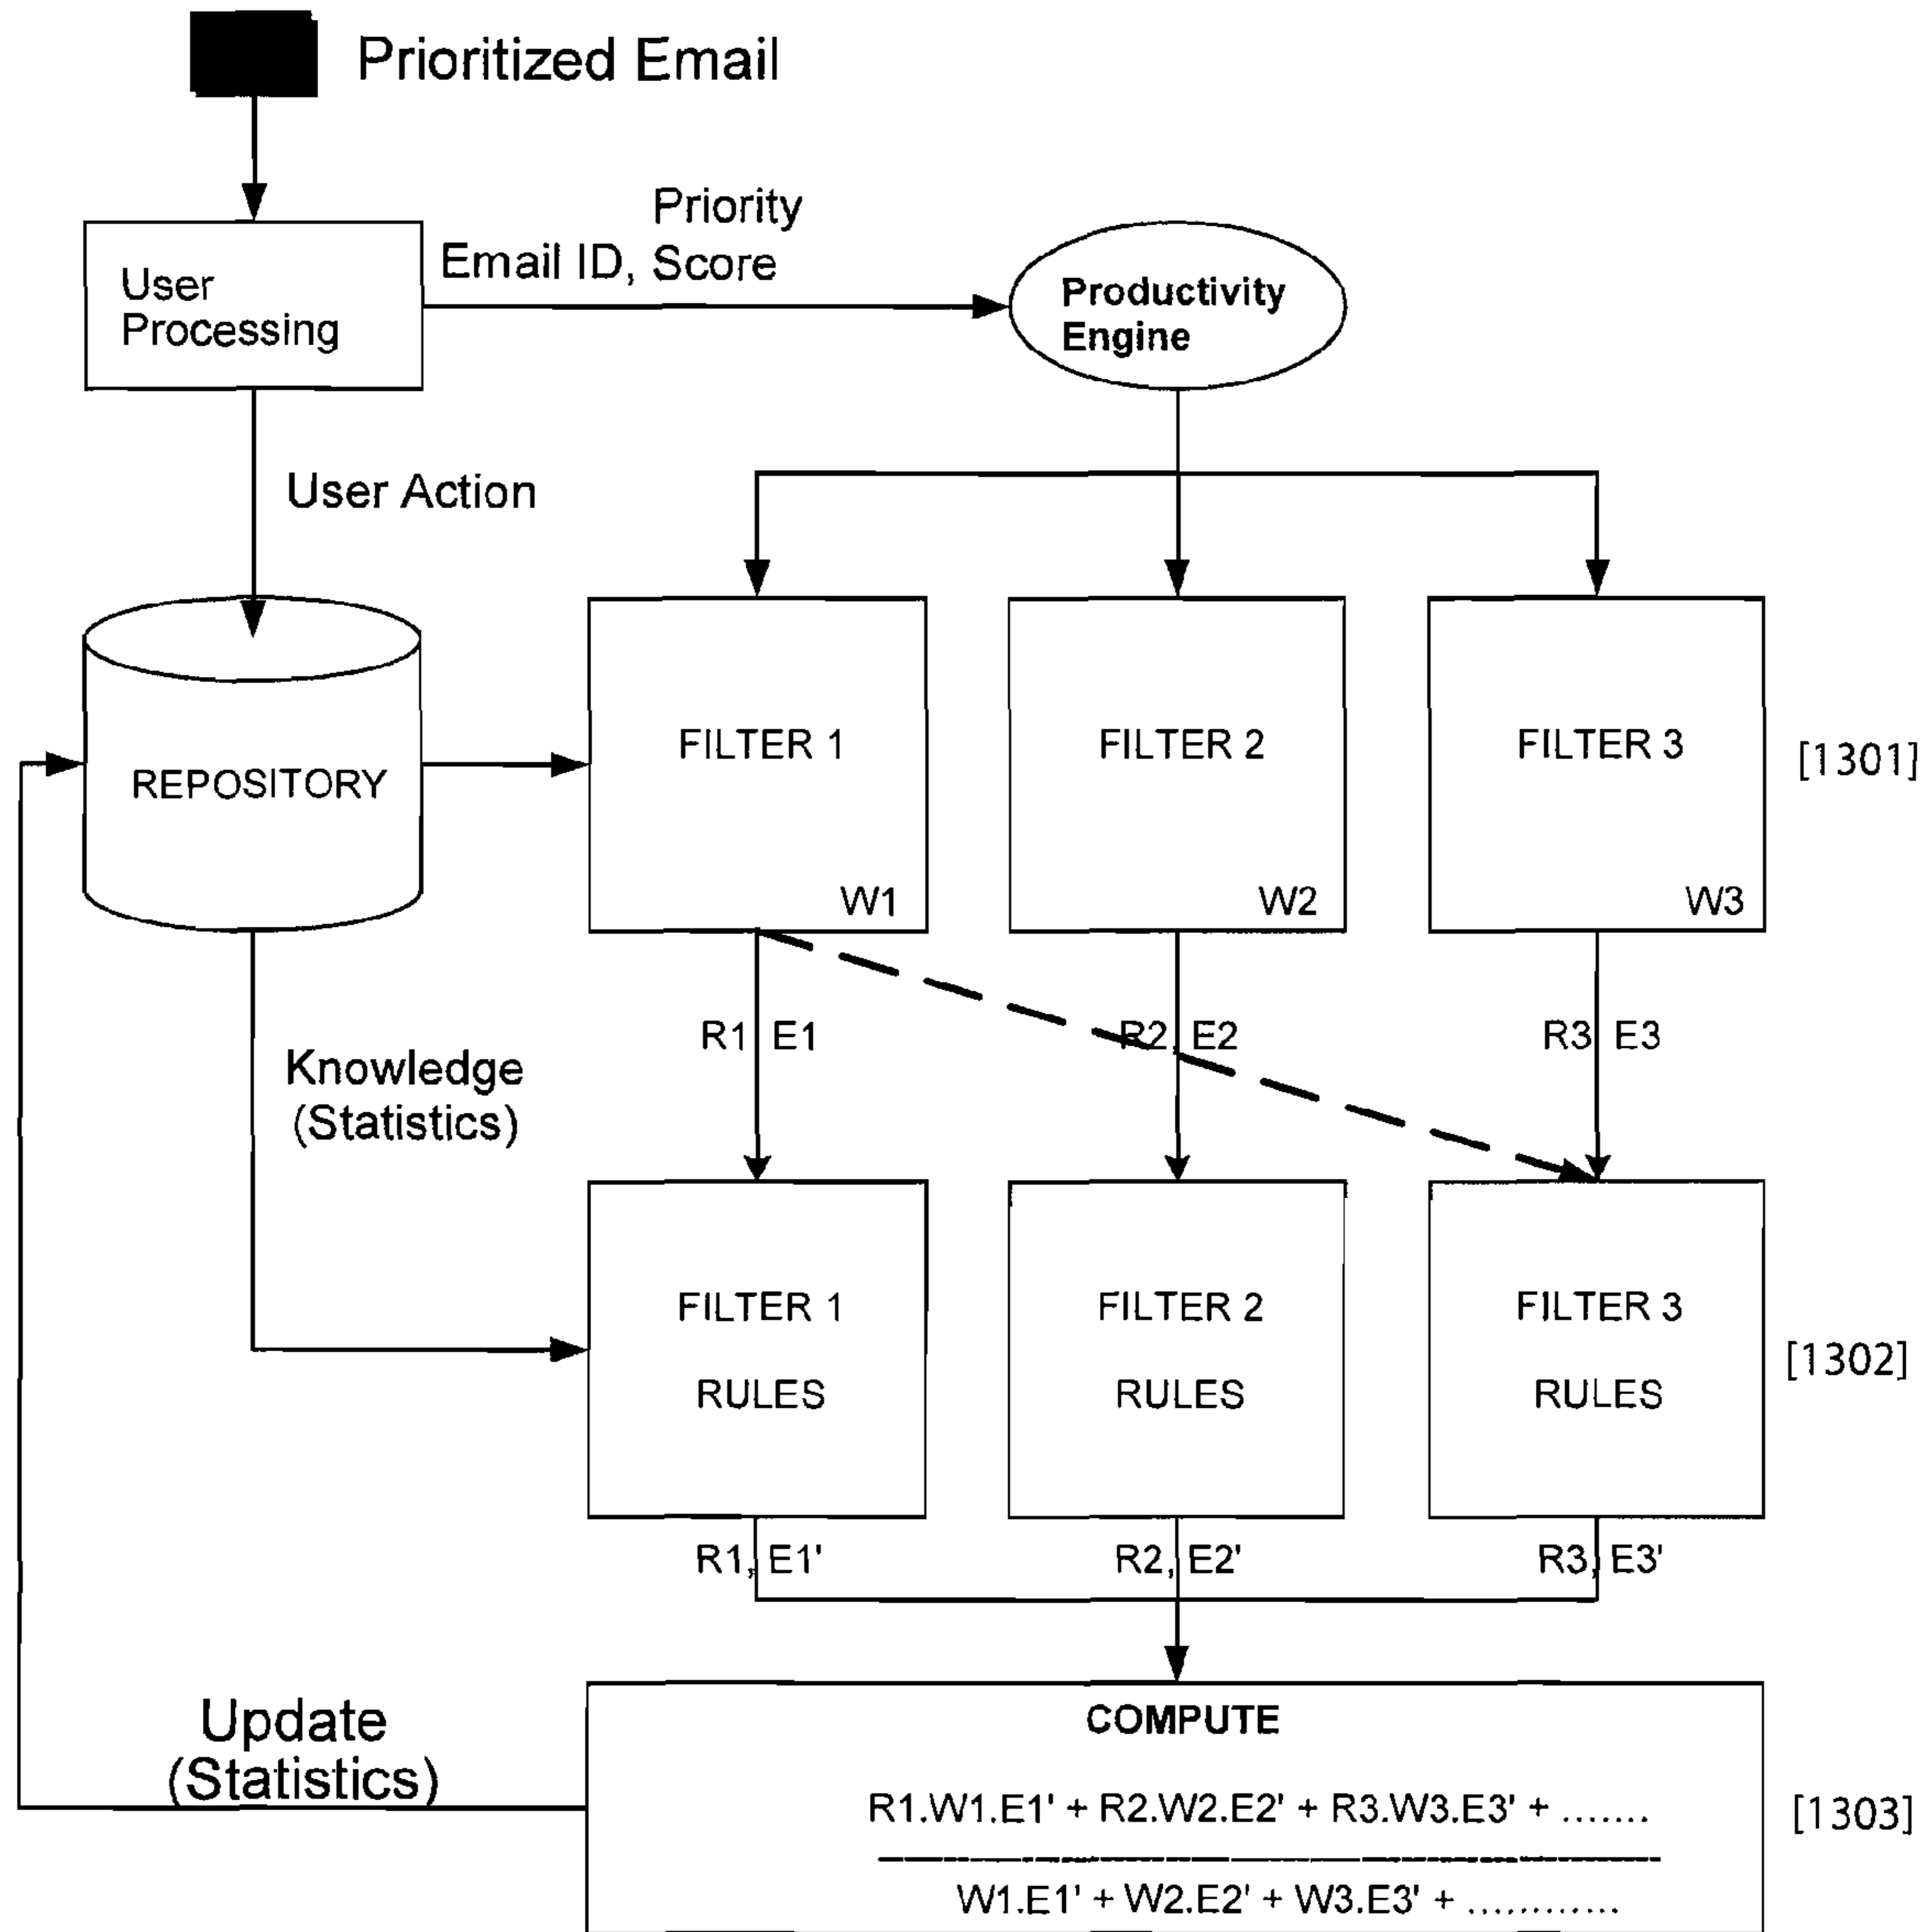 Prioritized Email
Priority
Email ID, Score
User
Processing
Productivity
Engine
User Action
REPOSITORY
FILTER 1
FILTER 2
FILTER 3
[1301]
W1
W2
W3
R1, E1
R2, E2
R3, E3
Knowledge
(Statistics)
FILTER 1
RULES
FILTER 2
RULES
FILTER 3
RULES
[1302]
R1, E1'
R2, E2'
R3, E3'
Update
(Statistics)
COMPUTE
R1.W1.E1' + R2.W2.E2' + R3.W3.E3' + .......
W1.E1' + W2.E2' + W3.E3' + ............
[1303]